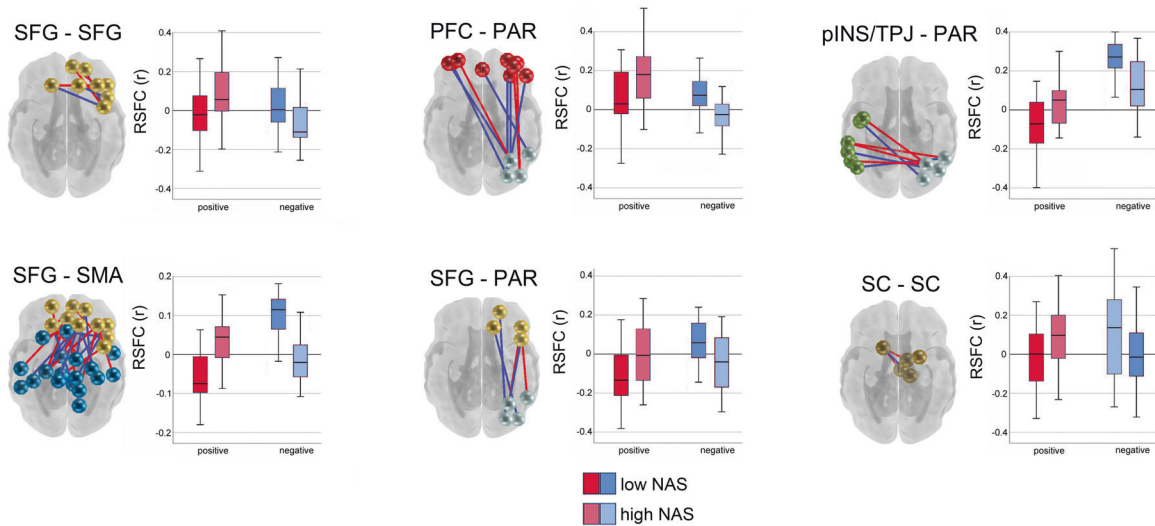 SFG - SFG
RSFC (r)
0.4
0.2
0
-0.2
0.4
positive
negative
PFC - PAR
RSFC (r)
0.4
0.2
0
-0.2
-0.4
positive
negative
pINS/TPJ - PAR
RSFC (r)
0.4
0.2
0
-0.2
-0.4
positive
negative
SFG - SMA
RSFC (r)
0.2
0.1
0
-0.1
-0.2
positive
negative
SFG - PAR
RSFC (r)
0.4
0.2
0
-0.2
-0.4
positive
negative
SC - SC
RSFC (r)
0.4
0.2
0
-0.2
-0.4
positive
negative
low NAS
high NAS